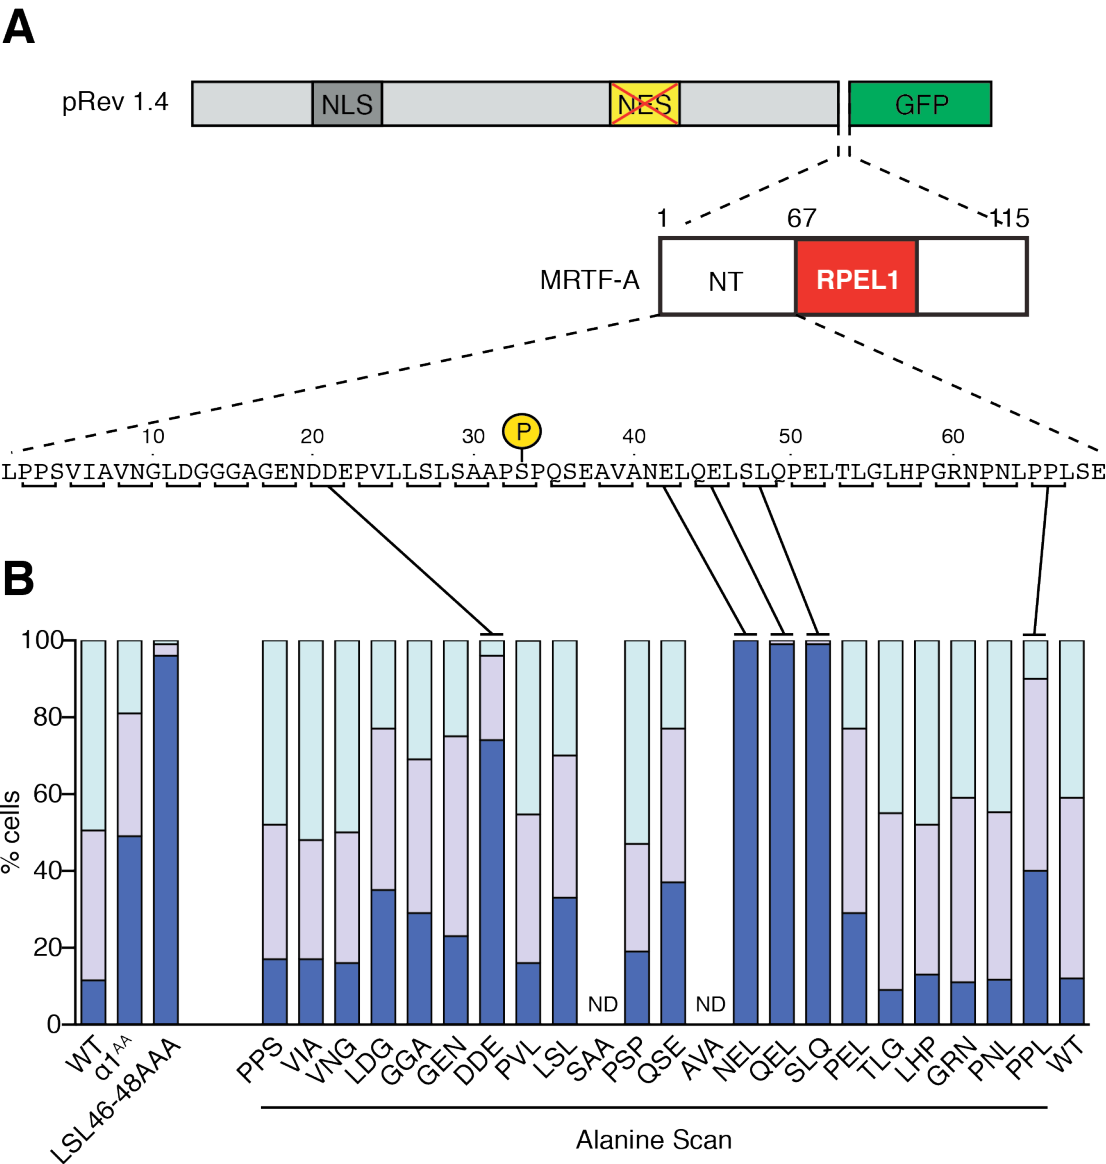 A
pRev 1.4
NLS
NES
GFP
1
67
115
MRTF-A
NT
RPEL1
P
10
20
30
40
50
60
LPPSVIAVNGLDGGGAGENDDEPVLLSLSAAPSPQSEAVANELQELSLQPELTLGLHPGRNPNLPPLSE
B
% cells
100
80
60
40
20
0
ND
ND
WT
α1AA
LSL46-48AAA
PPS
VIA
VNG
LDG
GGA
GEN
DDE
PVL
LSL
SAA
PSP
QSE
AVA
NEL
QEL
SLQ
PEL
TLG
LHP
GRN
PNL
PPL
WT
Alanine Scan